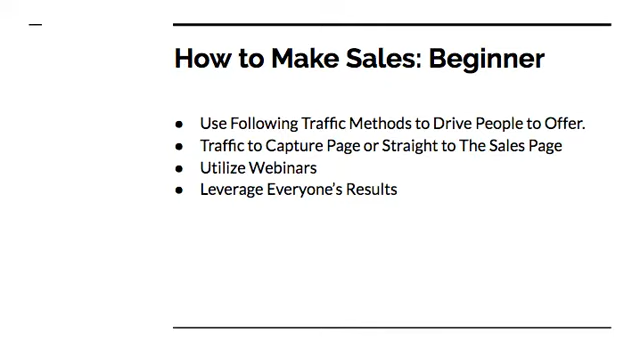 How to Make Sales: Beginner
● Use Following Traffic Methods to Drive People to Offer.
● Traffic to Capture Page or Straight to The Sales Page
● Utilize Webinars
● Leverage Everyone's Results